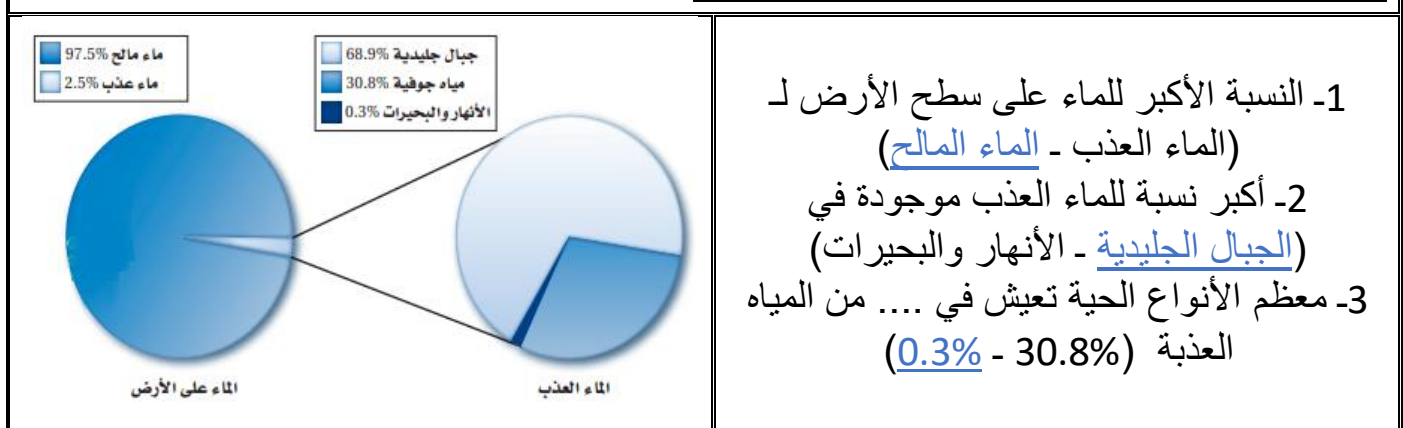 1ـ النسبة الأكبر للماء على سطح الأرض لـ
(الماء العذب ـ الماء المالح)
2ـ أكبر نسبة للماء العذب موجودة في
(الجبال الجليدية ـ الأنهار والبحيرات)
3ـ معظم الأنواع الحية تعيش في .... من المياه
العذبة (30.8% - 0.3%)
جبال جليدية 68.9%
مياه جوفية 30.8%
الأنهار والبحيرات 0.3%
ماء مالح 97.5%
ماء عذب 2.5%
الماء العذب
الماء على الأرض